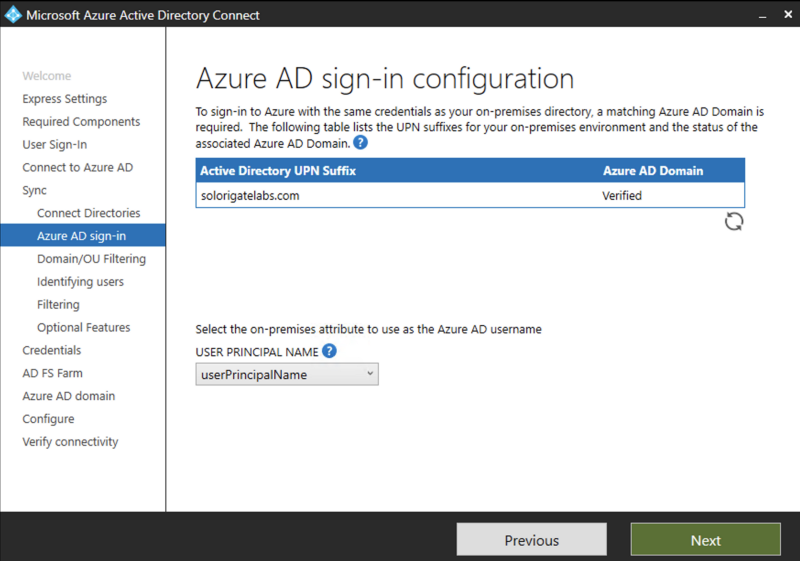 Microsoft Azure Active Directory Connect
Welcome
Express Settings
Required Components
User Sign-In
Connect to Azure AD
Sync
Connect Directories
Azure AD sign-in
Domain/OU Filtering
Identifying users
Filtering
Optional Features
Credentials
AD FS Farm
Azure AD domain
Configure
Verify connectivity
Azure AD sign-in configuration
To sign-in to Azure with the same credentials as your on-premises directory, a matching Azure AD Domain is
required. The following table lists the UPN suffixes for your on-premises environment and the status of the
associated Azure AD Domain. ?
Active Directory UPN Suffix Azure AD Domain
solorigatelabs.com Verified
Select the on-premises attribute to use as the Azure AD username
USER PRINCIPAL NAME ?
userPrincipalName
Previous Next